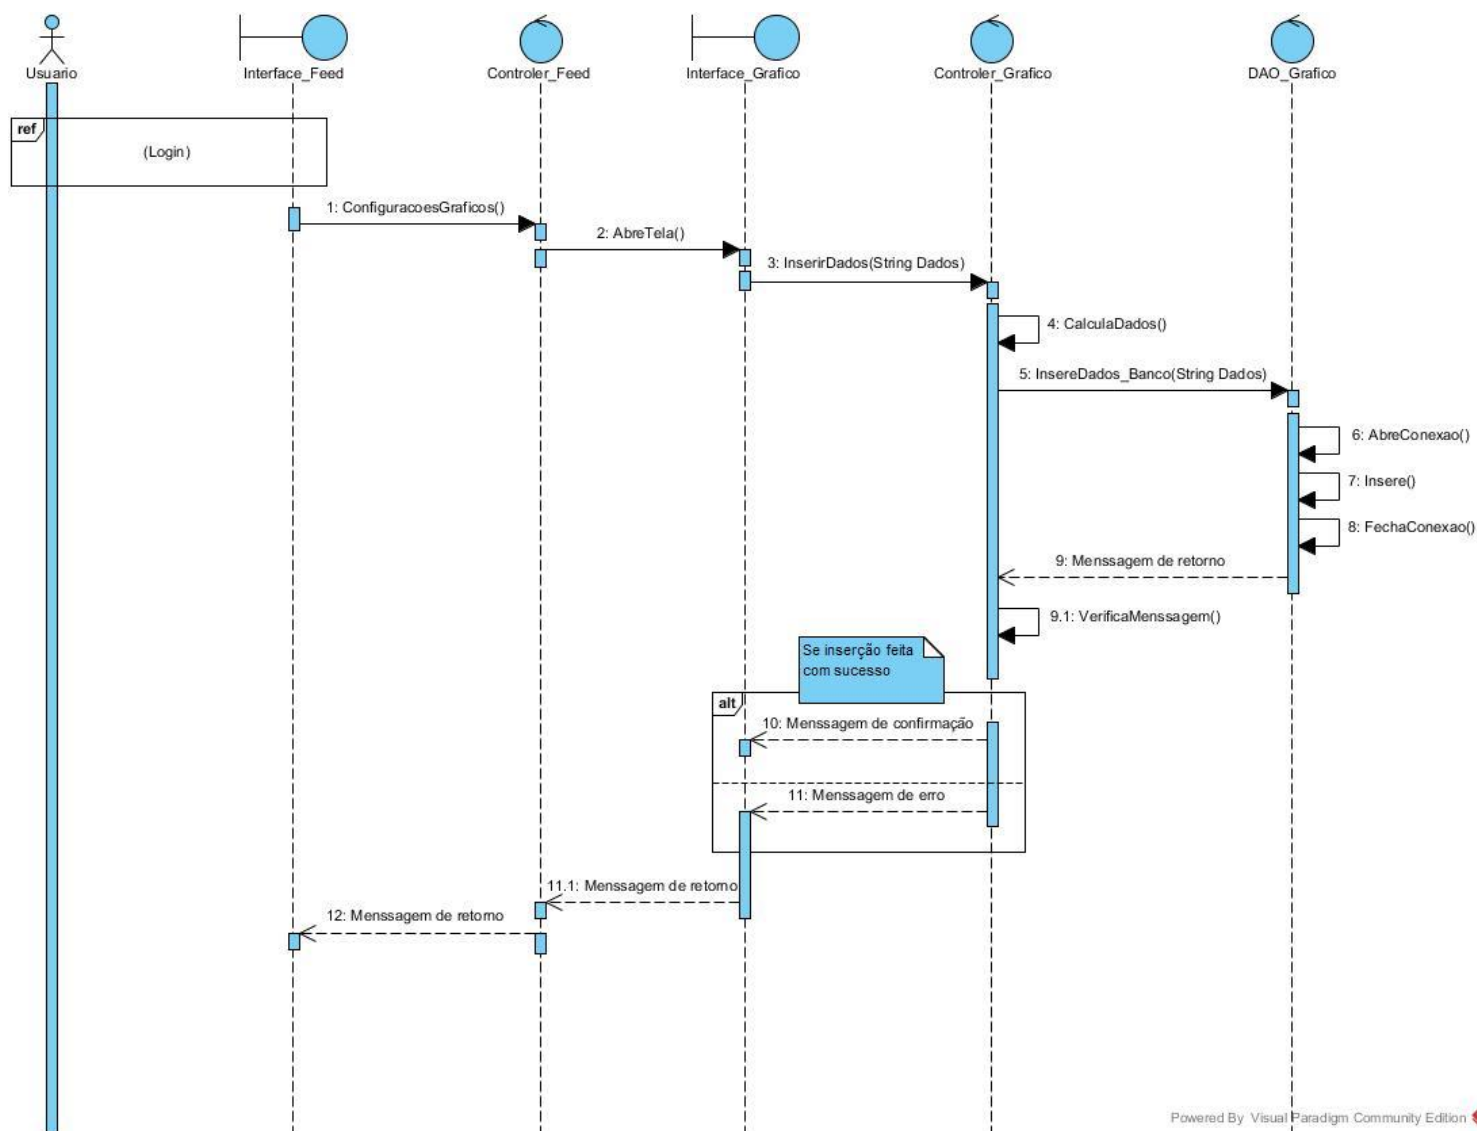 Usuario
Interface_Feed
Controler_Feed
Interface_Grafico
Controler_Grafico
DAO_Grafico
ref
(Login)
1: ConfiguracoesGraficos()
2: AbreTela()
3: InserirDados(String Dados)
4: CalculaDados()
5: InsereDados_Banco(String Dados)
6: AbreConexao()
7: Insere()
8: FechaConexao()
9: Menssagem de retorno
9.1: VerificaMenssagem()
Se inserção feita
com sucesso
alt
10: Menssagem de confirmação
11: Menssagem de erro
11.1: Menssagem de retorno
12: Menssagem de retorno
Powered By Visual Paradigm Community Edition